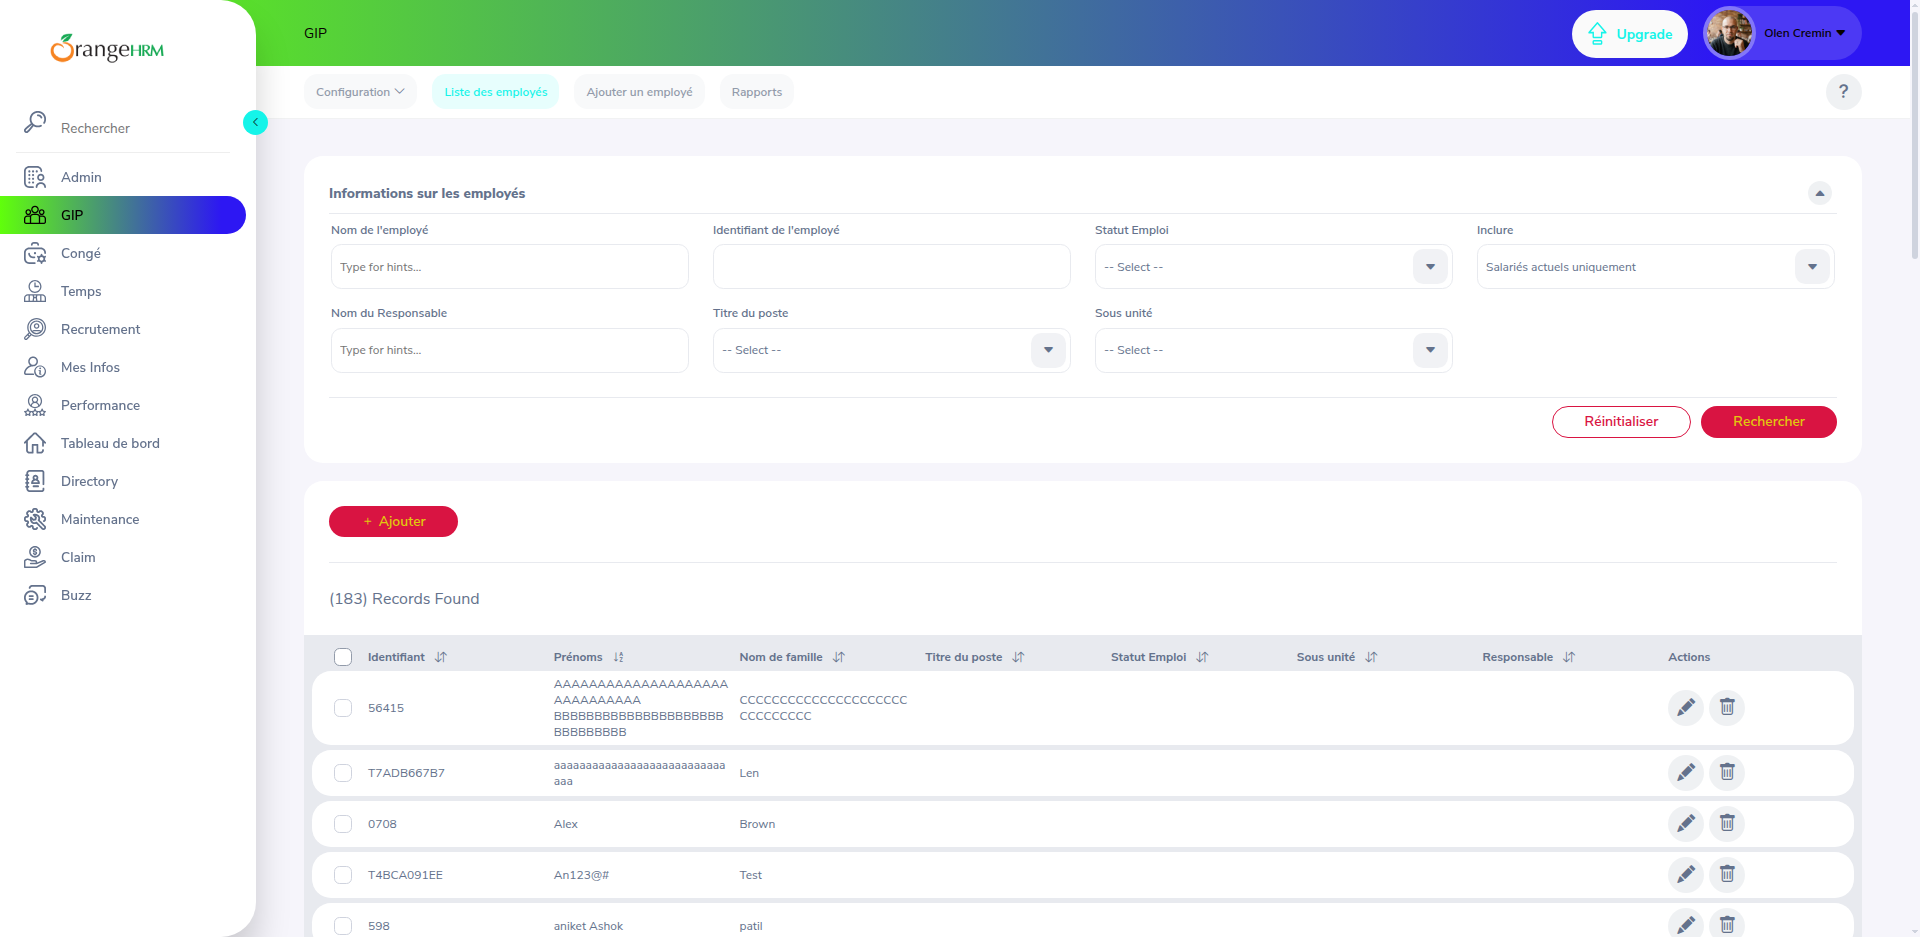 OrangeHRM
GIP
Upgrade
Olen Cremin
Configuration
Liste des employés
Ajouter un employé
Rapports
?
Rechercher
Admin
GIP
Congé
Temps
Recrutement
Mes Infos
Performance
Tableau de bord
Directory
Maintenance
Claim
Buzz
Informations sur les employés
Nom de l'employé
Identifiant de l'employé
Statut Emploi
Inclure
Type for hints...
-- Select --
Salariés actuels uniquement
Nom du Responsable
Titre du poste
Sous unité
Type for hints...
-- Select --
-- Select --
Réinitialiser
Rechercher
+ Ajouter
(183) Records Found
Identifiant
Prénoms
Nom de famille
Titre du poste
Statut Emploi
Sous unité
Responsable
Actions
56415
AAAAAAAAAAAAAAAAAAAA
AAAAAAAAAA
BBBBBBBBBBBBBBBBBBBBB
BBBBBBBBB
CCCCCCCCCCCCCCCCCCCCC
CCCCCCCCC
T7ADB667B7
aaaaaaaaaaaaaaaaaaaaaaaaaaa
aaa
Len
0708
Alex
Brown
T4BCA091EE
An123@#
Test
598
aniket Ashok
patil